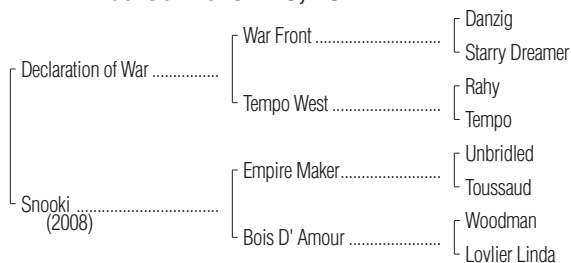 Danzig
War Front
Starry Dreamer
Declaration of War
Rahy
Tempo West
Tempo
Unbridled
Empire Maker
Toussaud
Snooki
(2008)
Woodman
Bois D' Amour
Lovlier Linda